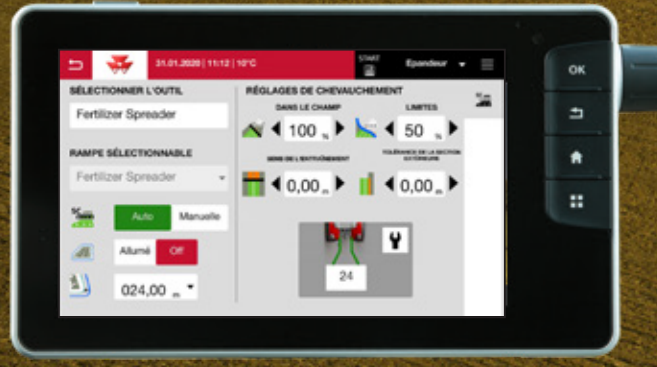 31.01.2020 | 11:12 | 10°C
START
Epandeur
SÉLECTIONNER L'OUTIL
Fertilizer Spreader
RAMPE SÉLECTIONNABLE
Fertilizer Spreader
SC
Auto Manuelle
Allumé Off
024,00 m
RÉGLAGES DE CHEVAUCHEMENT
DANS LE CHAMP
LIMITES
100 %
50 %
SENS DE L'ENTRAÎNEMENT
TOLÉRANCE DE LA SECTION
EXTÉRIEURE
0,00 m
0,00 m
24
SC
OK